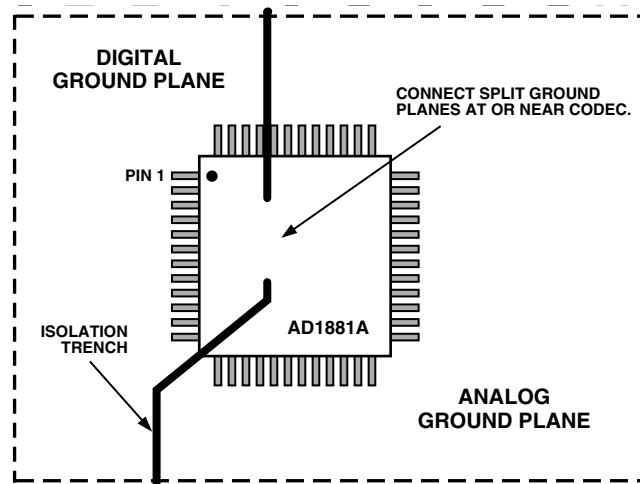 DIGITAL
GROUND PLANE
CONNECT SPLIT GROUND
PLANES AT OR NEAR CODEC.
PIN 1
AD1881A
ISOLATION
TRENCH
ANALOG
GROUND PLANE